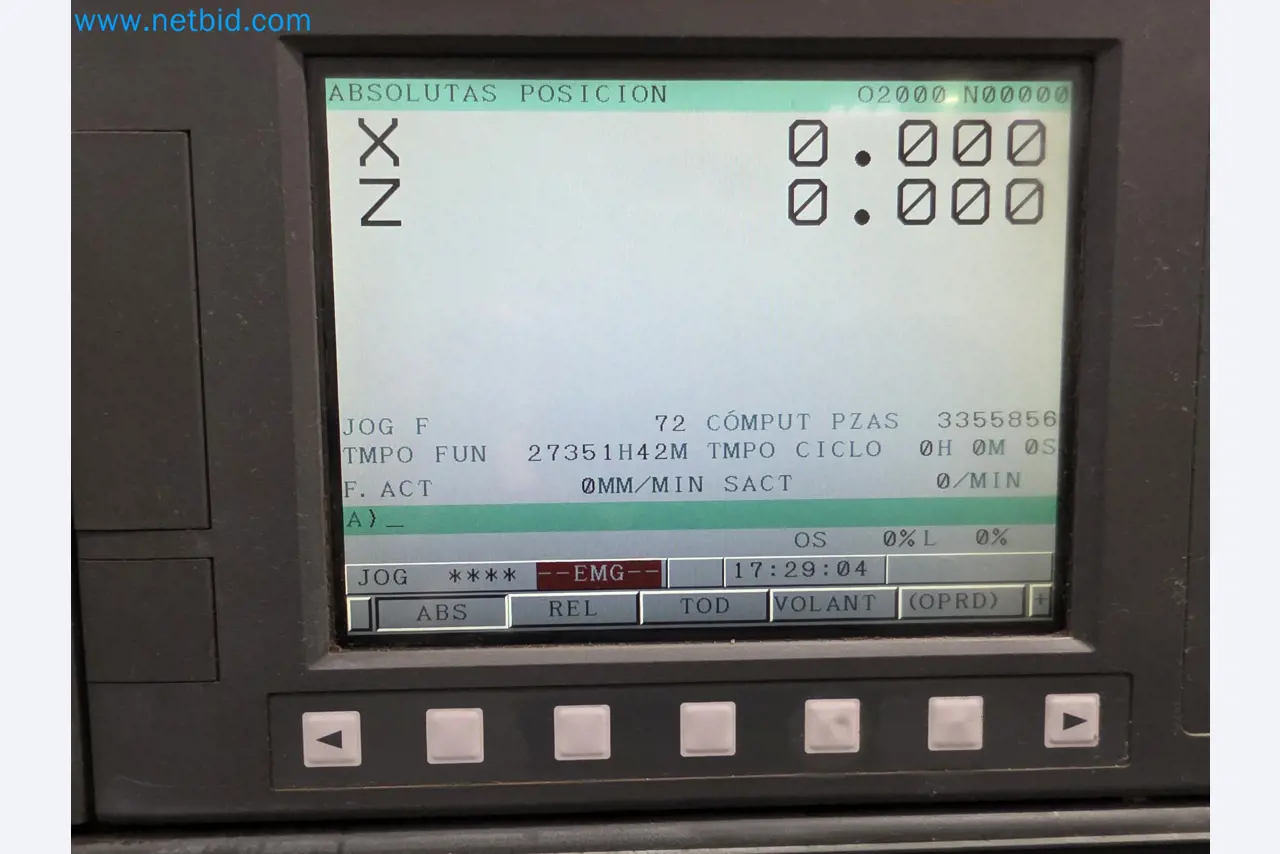 www.netbid.com
ABSOLUTAS POSICION O2000 N00000
X 0.000
Z 0.000
JOG F 72 CÓMPUT PZAS 3355856
TMPO FUN 27351H42M TMPO CICLO 0H 0M 0S
F. ACT 0MM/MIN SACT 0/MIN
A)_
OS 0% L 0%
JOG **** --EMG-- 17:29:04
ABS REL TOD VOLANT (OPRD) +